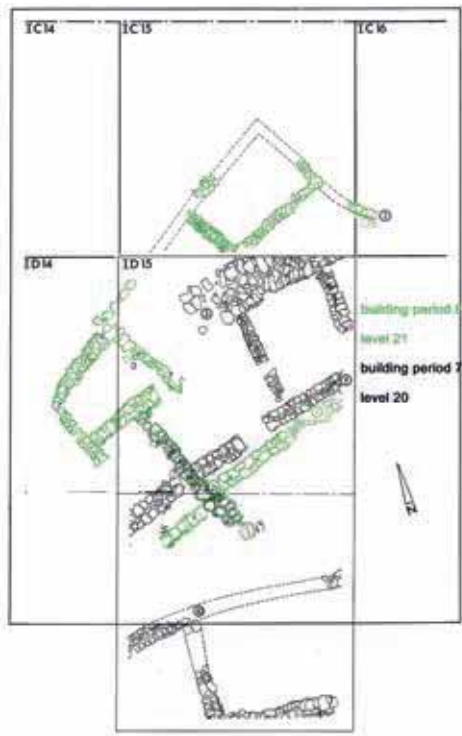 IC14 IC15 IC16
ID14 ID15
building period
level 21
building period 7
level 20
N